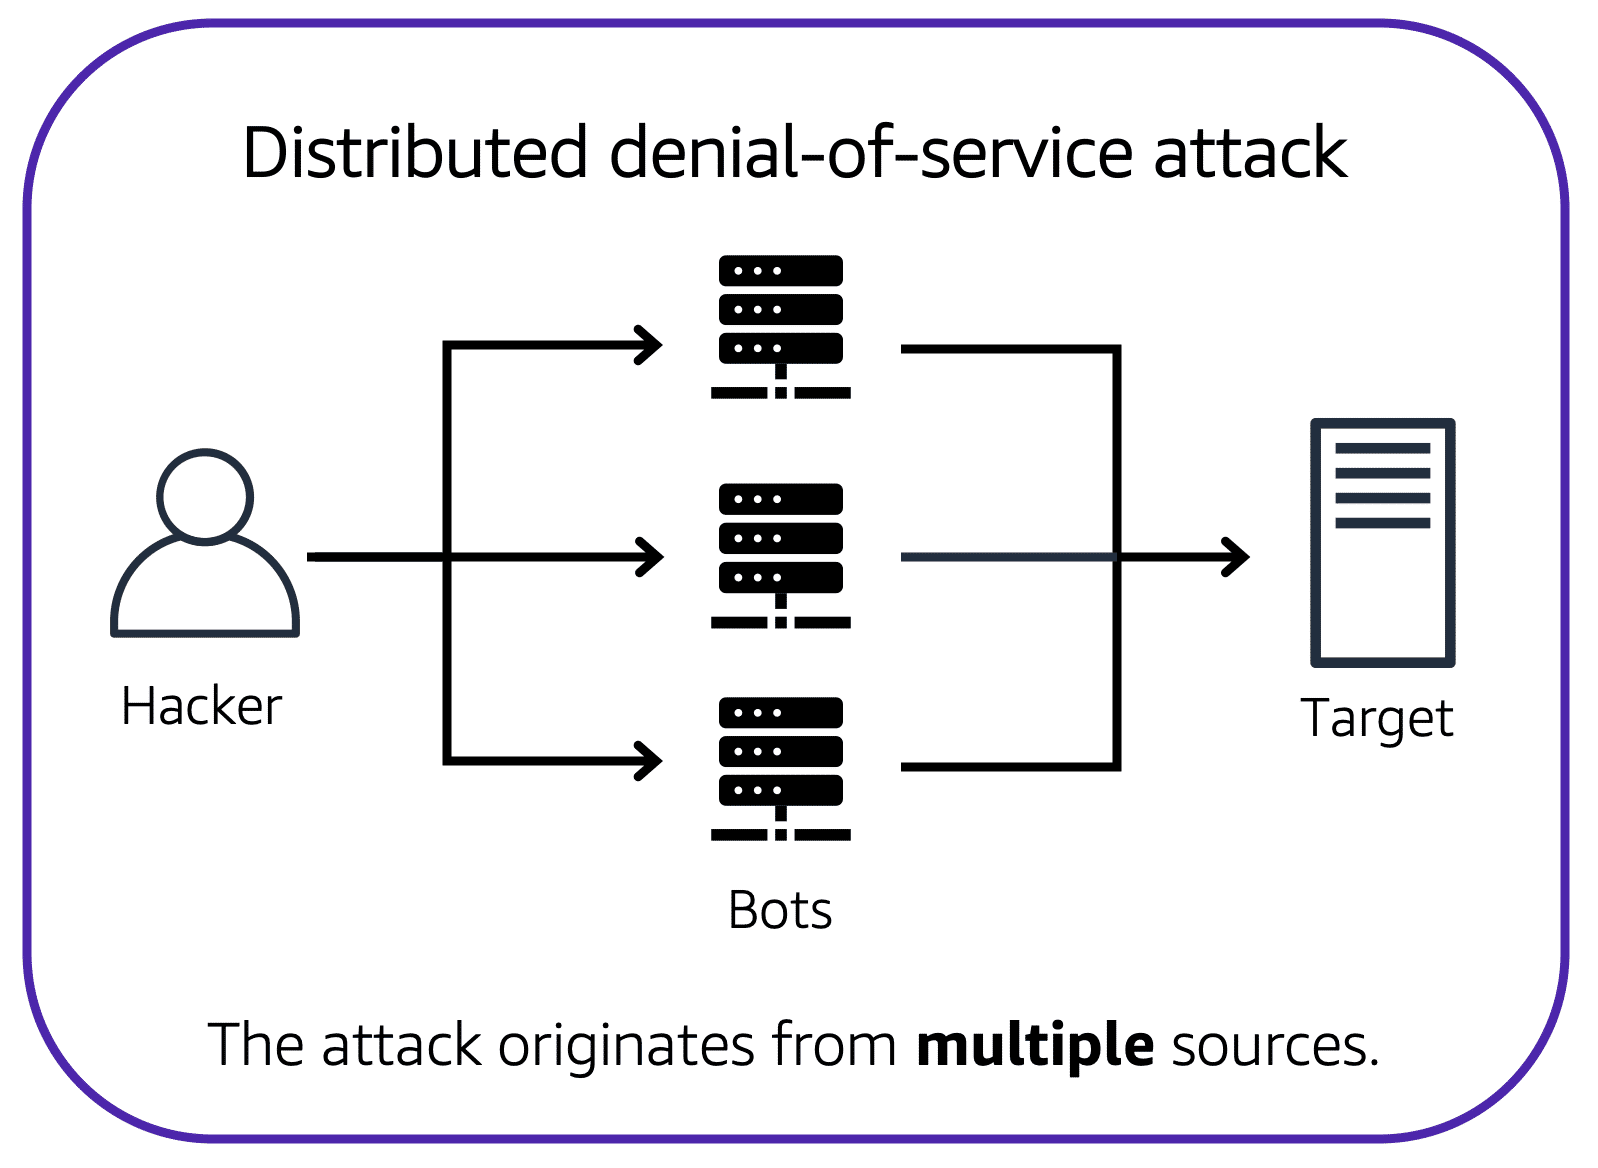 Distributed denial-of-service attack
Hacker
Target
Bots
The attack originates from multiple sources.